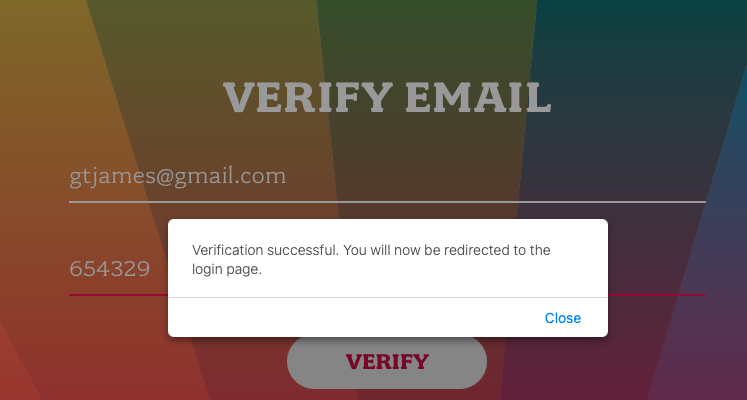 VERIFY EMAIL
gtjames@gmail.com
654329
Verification successful. You will now be redirected to the
login page.
Close
VERIFY